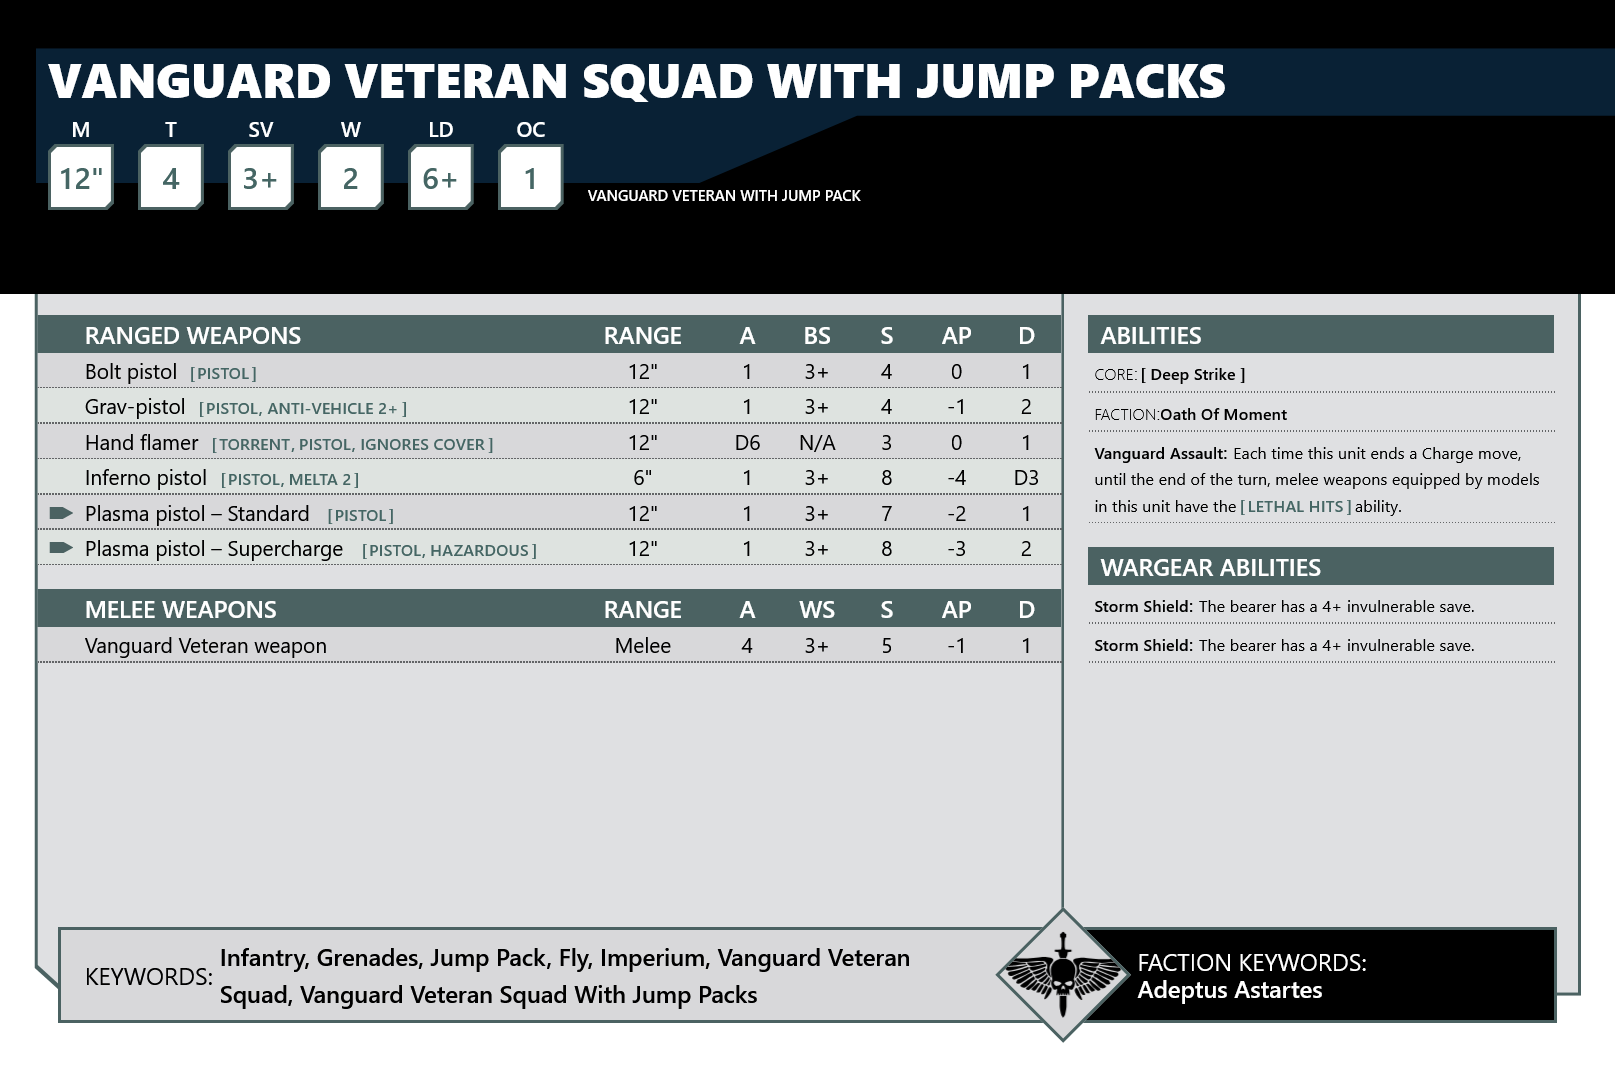 VANGUARD VETERAN SQUAD WITH JUMP PACKS
M T SV W LD OC
12" 4 3+ 2 6+ 1
VANGUARD VETERAN WITH JUMP PACK
RANGED WEAPONS RANGE A BS S AP D
Bolt pistol [PISTOL] 12" 1 3+ 4 0 1
Grav-pistol [PISTOL, ANTI-VEHICLE 2+] 12" 1 3+ 4 -1 2
Hand flamer [TORRENT, PISTOL, IGNORES COVER] 12" D6 N/A 3 0 1
Inferno pistol [PISTOL, MELTA 2] 6" 1 3+ 8 -4 D3
Plasma pistol – Standard [PISTOL] 12" 1 3+ 7 -2 1
Plasma pistol – Supercharge [PISTOL, HAZARDOUS] 12" 1 3+ 8 -3 2
MELEE WEAPONS RANGE A WS S AP D
Vanguard Veteran weapon Melee 4 3+ 5 -1 1
ABILITIES
CORE: [ Deep Strike ]
FACTION:Oath Of Moment
Vanguard Assault: Each time this unit ends a Charge move,
until the end of the turn, melee weapons equipped by models
in this unit have the [LETHAL HITS] ability.
WARGEAR ABILITIES
Storm Shield: The bearer has a 4+ invulnerable save.
Storm Shield: The bearer has a 4+ invulnerable save.
KEYWORDS: Infantry, Grenades, Jump Pack, Fly, Imperium, Vanguard Veteran
Squad, Vanguard Veteran Squad With Jump Packs
FACTION KEYWORDS:
Adeptus Astartes